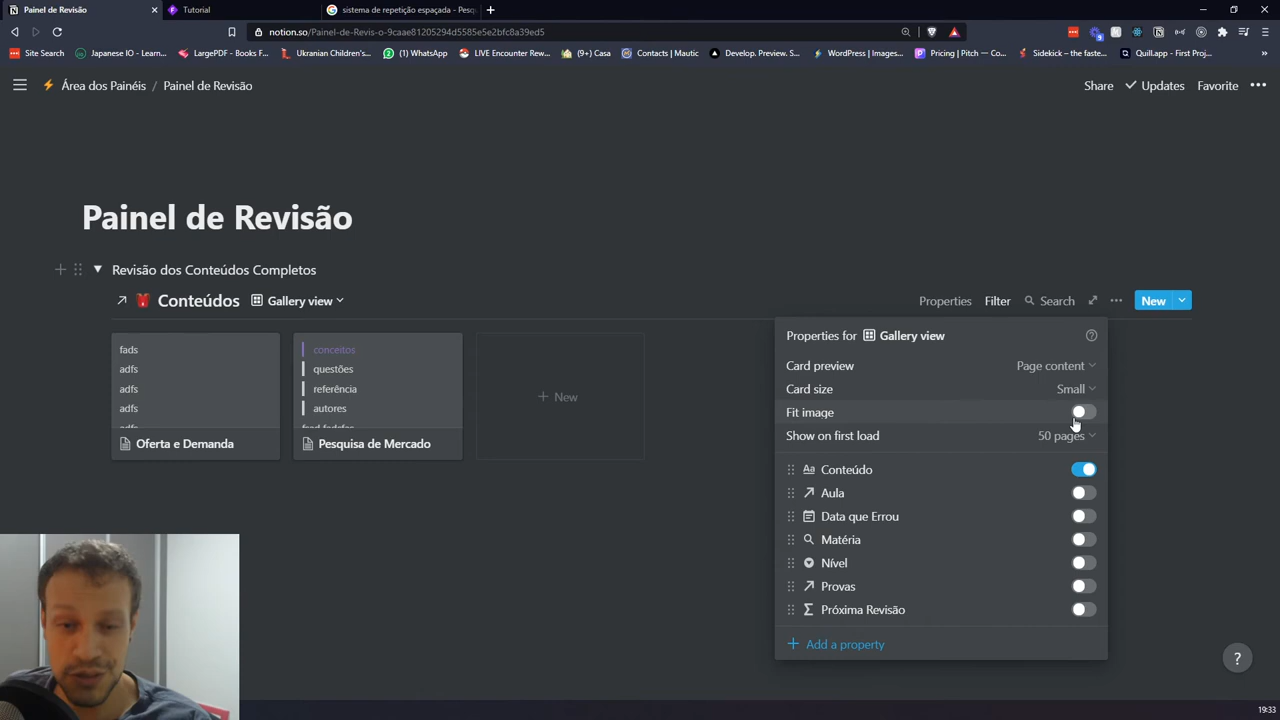 Painel de Revisão
Tutorial
sistema de repetição espaçada - Pesq
notion.so/Painel-de-Revis-o-9caae81205294d5585e5e2bfc8a39ed5
Site Search
Japanese IO - Learn...
LargePDF - Grafikk...
Ukranian Children's...
WhatsApp
LIVE Encounter Rew...
(9+) Casa
Contacts | Mautic
Develop. Preview. S...
WordPress | Images...
Pricing | Pitch — Co...
Sidekick — the faste...
Quill.app - First Proj...
Área dos Painéis / Painel de Revisão
Share
Updates
Favorite
Painel de Revisão
Revisão dos Conteúdos Completos
Conteúdos
Gallery view
Properties
Filter
Search
New
fads
adfs
adfs
adfs
adfs
Oferta e Demanda
conceitos
questões
referência
autores
Pesquisa de Mercado
+ New
Properties for Gallery view
Card preview
Page content
Card size
Small
Fit image
Show on first load
50 pages
Aa Conteúdo
Aula
Data que Errou
Matéria
Nível
Provas
Σ Próxima Revisão
+ Add a property
?
19:33